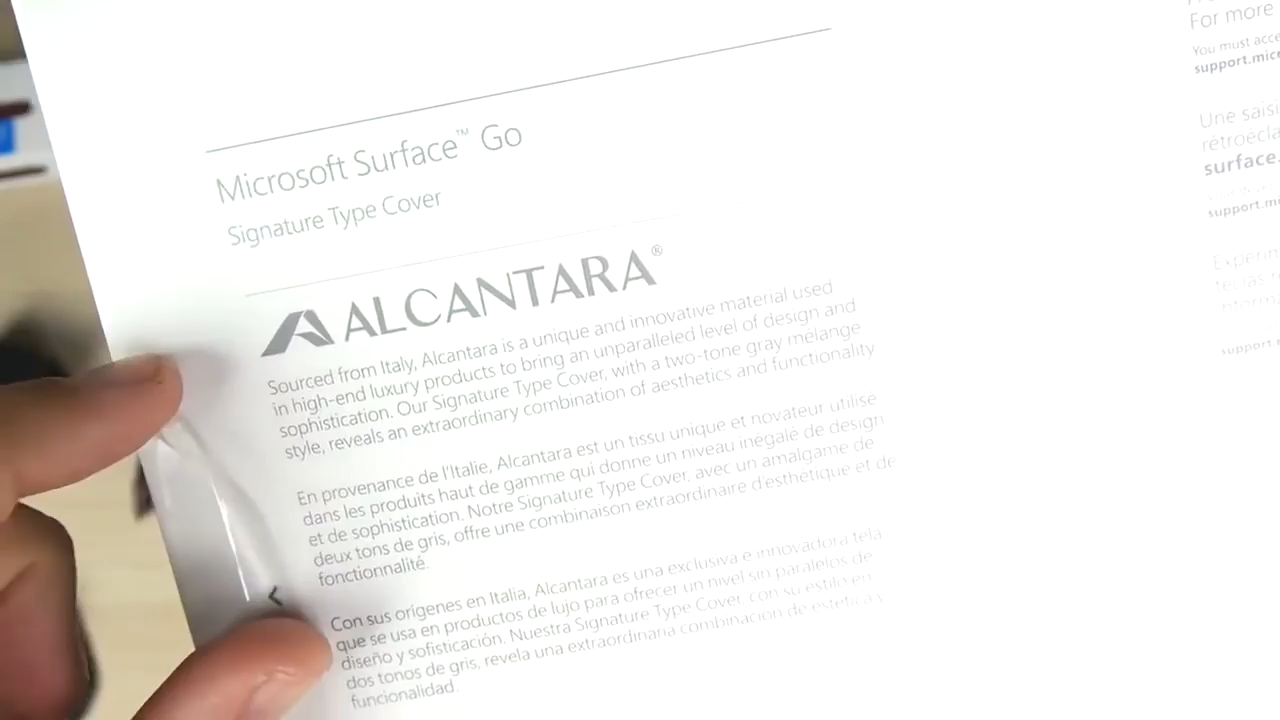 Microsoft Surface™ Go
Signature Type Cover
ALCANTARA®
Sourced from Italy, Alcantara is a unique and innovative material used
in high-end luxury products to bring an unparalleled level of design and
sophistication. Our Signature Type Cover, with a two-tone gray mélange
style, reveals an extraordinary combination of aesthetics and functionality
En provenance de l'Italie, Alcantara est un tissu unique et novateur utilise
dans les produits haut de gamme qui donne un niveau inégalé de design
et de sophistication. Notre Signature Type Cover, avec un amalgame de
deux tons de gris, offre une combinaison extraordinaire d'esthétique et de
fonctionnalité.
Con sus orígenes en Italia, Alcantara es una exclusiva e innovadora tela
que se usa en productos de lujo para ofrecer un nivel sin paralelos de
diseño y sofisticación. Nuestra Signature Type Cover, con su estilo en
dos tonos de gris, revela una extraordinaria combinación de estética y
funcionalidad.
For more
You must
support.mic
Une
surface.
support.
support